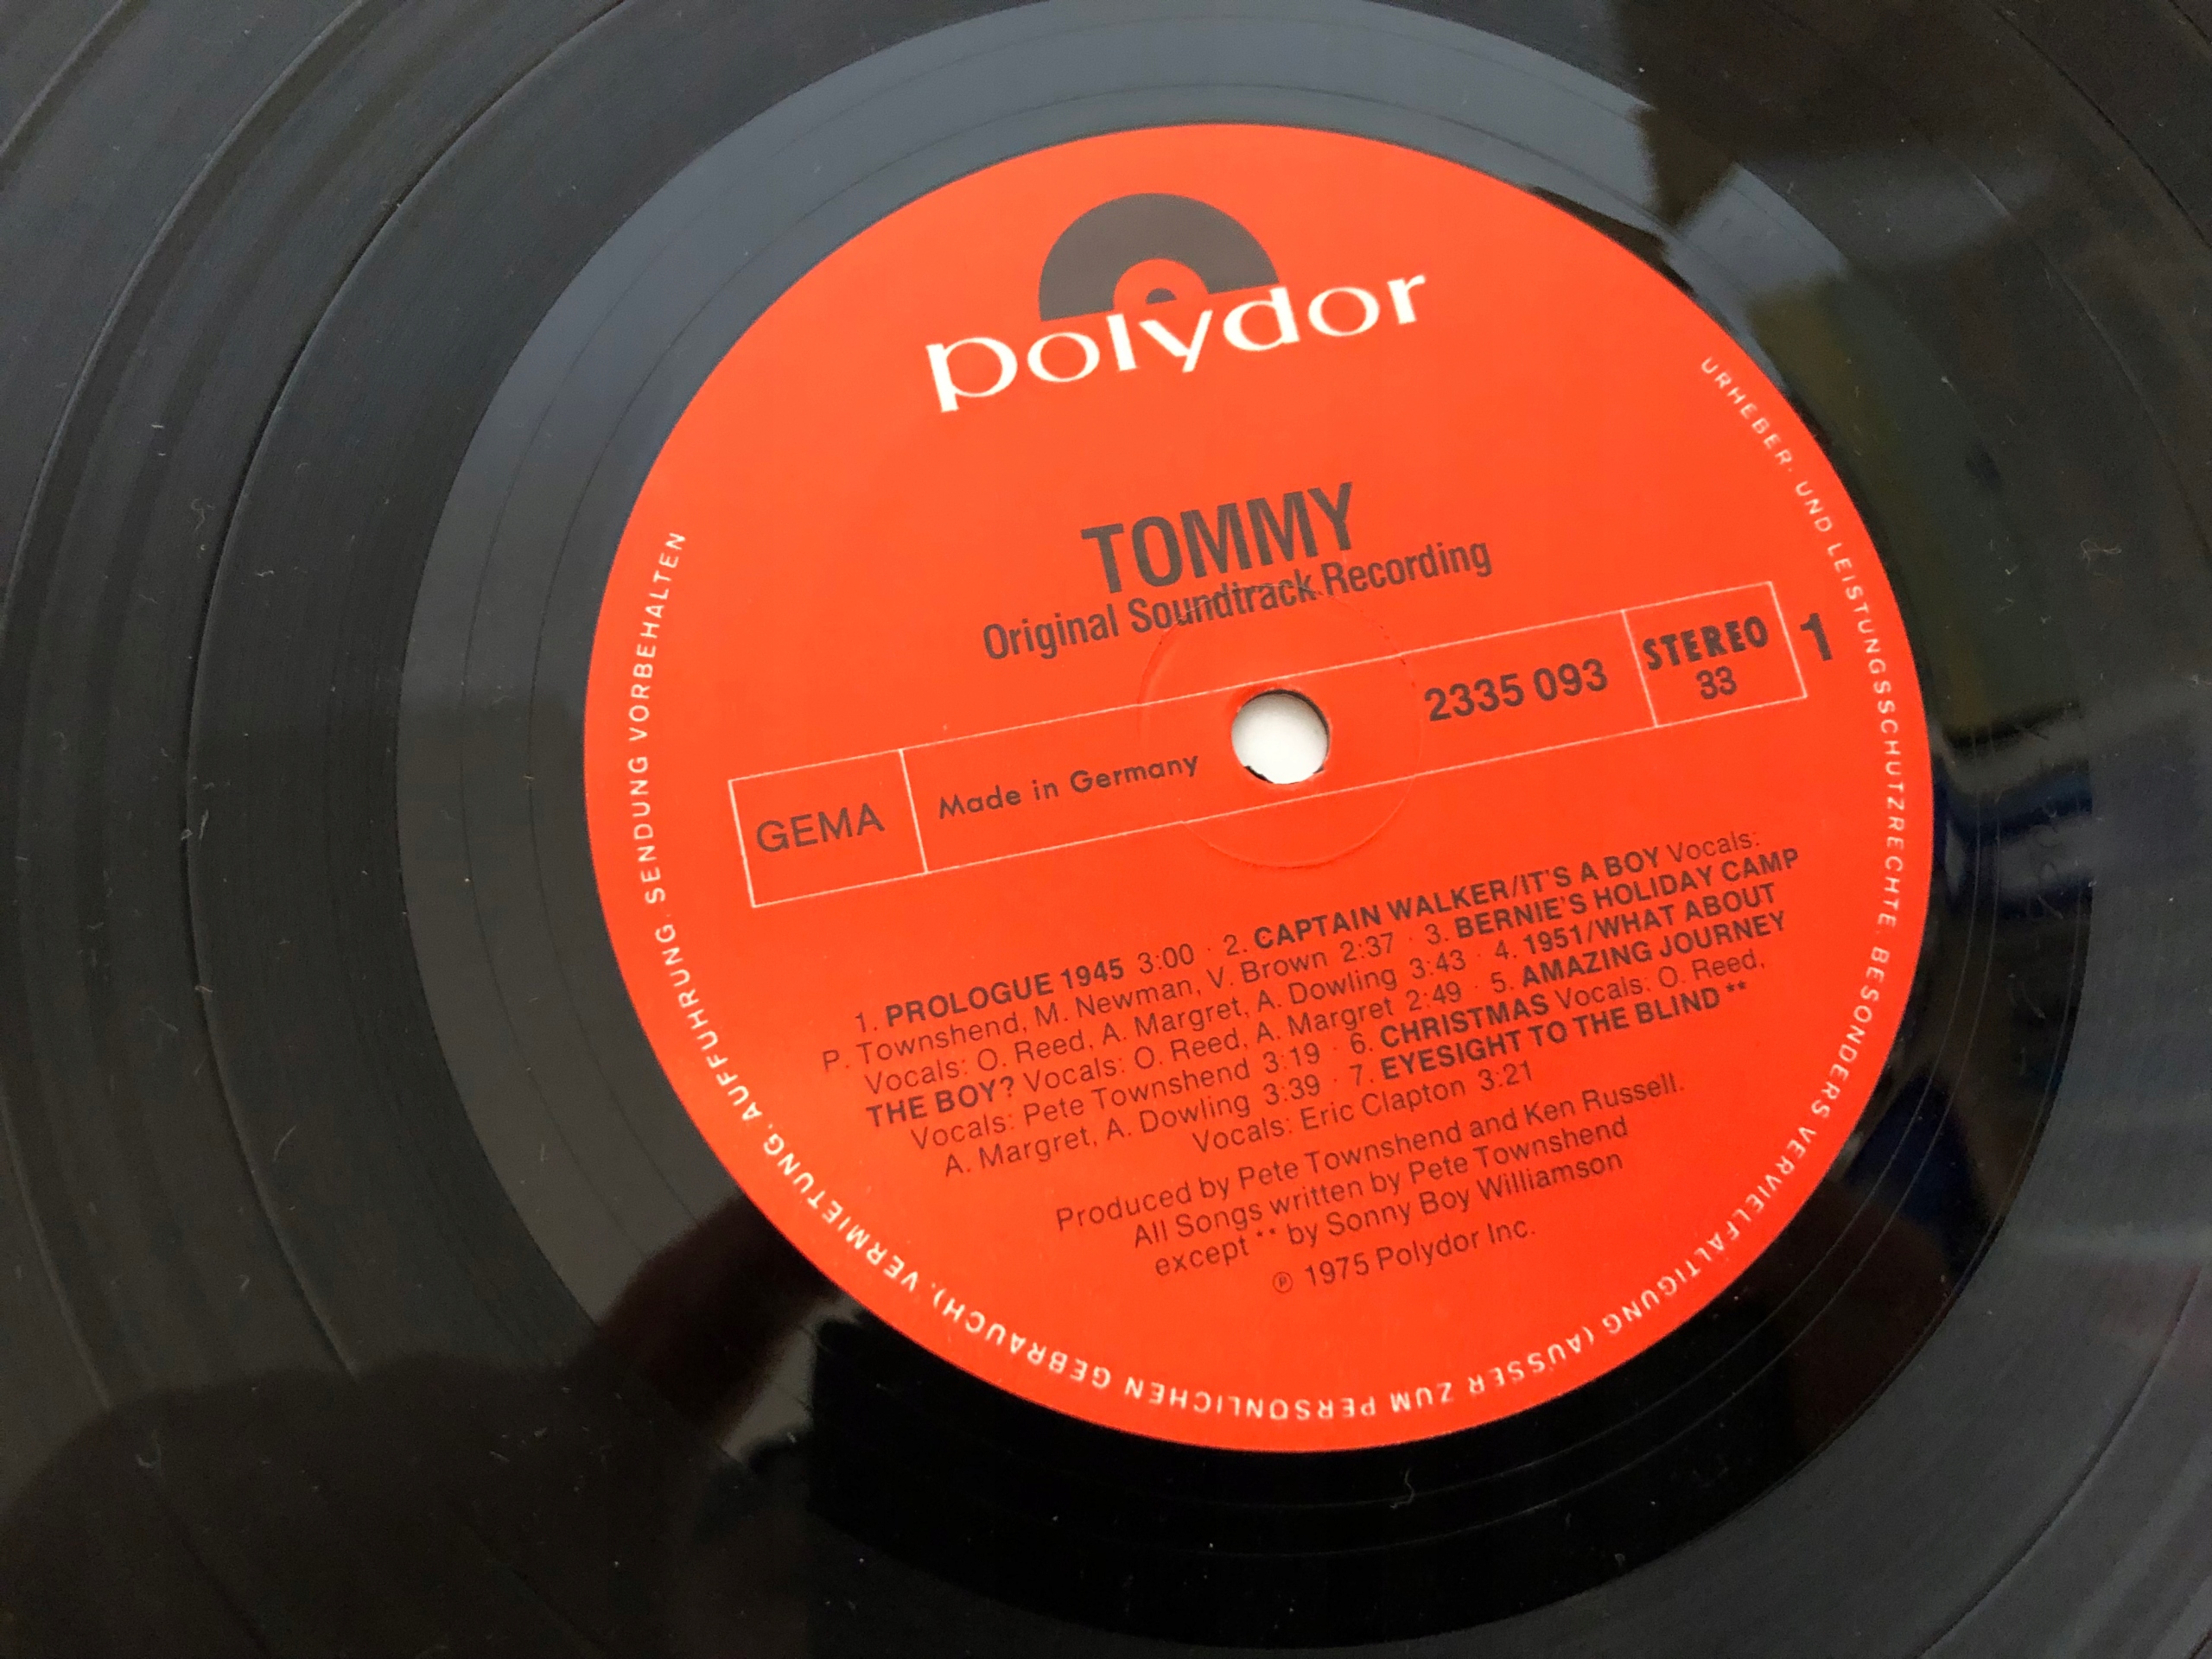 polydor
TOMMY
Original Soundtrack Recording
GEMA
Made in Germany
2335 093
STEREO
33
1
1. PROLOGUE 1945 3:00 · 2. CAPTAIN WALKER/IT'S A BOY Vocals:
P. Townshend, M. Newman, V. Brown 2:37 · 3. BERNIE'S HOLIDAY CAMP
Vocals: O. Reed, A. Margret, A. Dowling 3:43 · 4. 1951/WHAT ABOUT
THE BOY? Vocals: O. Reed, A. Margret 2:49 · 5. AMAZING JOURNEY
Vocals: Pete Townshend 3:19 · 6. CHRISTMAS Vocals: O. Reed,
A. Margret, A. Dowling 3:39 · 7. EYESIGHT TO THE BLIND **
Vocals: Eric Clapton 3:21
Produced by Pete Townshend and Ken Russell.
All Songs written by Pete Townshend
except ** by Sonny Boy Williamson
℗ 1975 Polydor Inc.
URHEBER- UND LEISTUNGSSCHUTZRECHTE, BESONDERS VERVIELFÄLTIGUNG (AUSSER ZUM PERSÖNLICHEN GEBRAUCH), VERMIETUNG, AUFFÜHRUNG, SENDUNG VORBEHALTEN